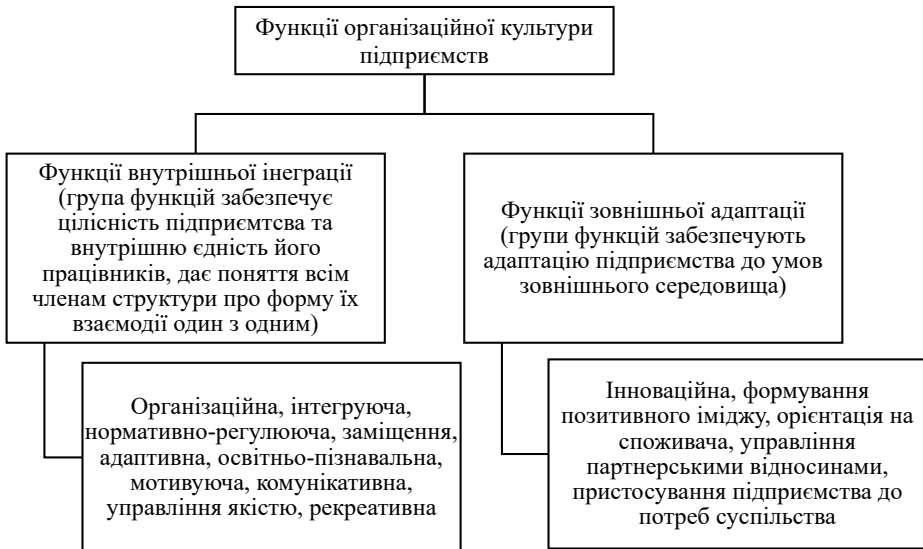 Функції організаційної культури
підприємств
Функції внутрішньої інеграції
(група функцій забезпечує
цілісність підприємтсва та
внутрішню єдність його
працівників, дає поняття всім
членам структури про форму їх
взаємодії один з одним)
Функції зовнішньої адаптації
(групи функцій забезпечують
адаптацію підприємства до умов
зовнішнього середовища)
Організаційна, інтегруюча,
нормативно-регулююча, заміщення,
адаптивна, освітньо-пізнавальна,
мотивуюча, комунікативна,
управління якістю, рекреативна
Інноваційна, формування
позитивного іміджу, орієнтація на
споживача, управління
партнерськими відносинами,
пристосування підприємства до
потреб суспільства